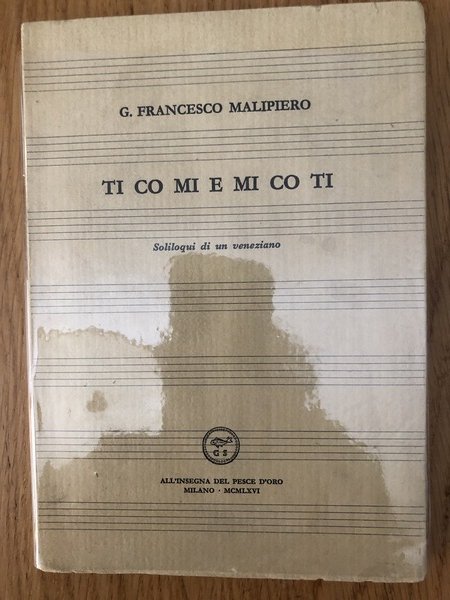 G. FRANCESCO MALIPIERO
TI CO MI E MI CO TI
Soliloqui di un veneziano
G S
ALL'INSEGNA DEL PESCE D'ORO
MILANO · MCMLXVI